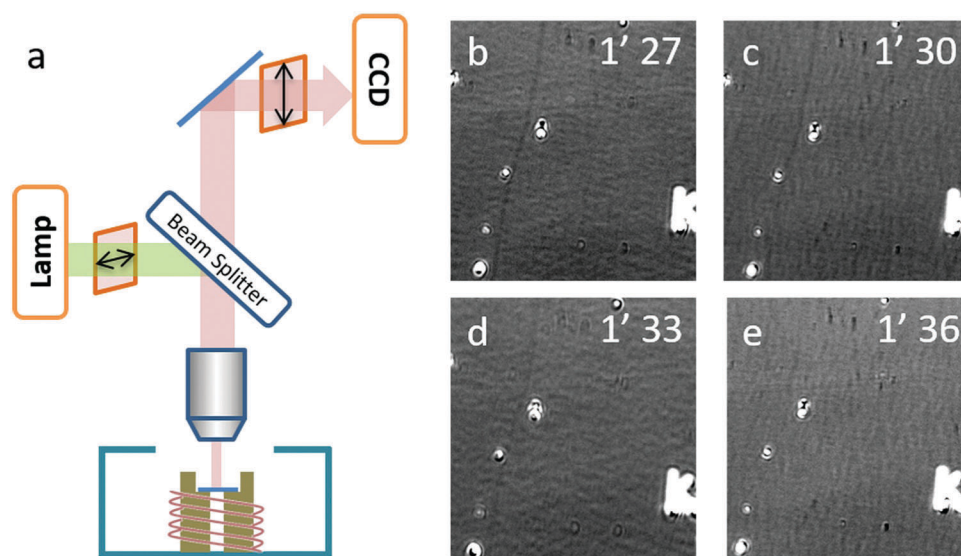 a
CCD
Lamp
Beam Splitter
b 1' 27
c 1' 30
d 1' 33
e 1' 36
K
K
K
K